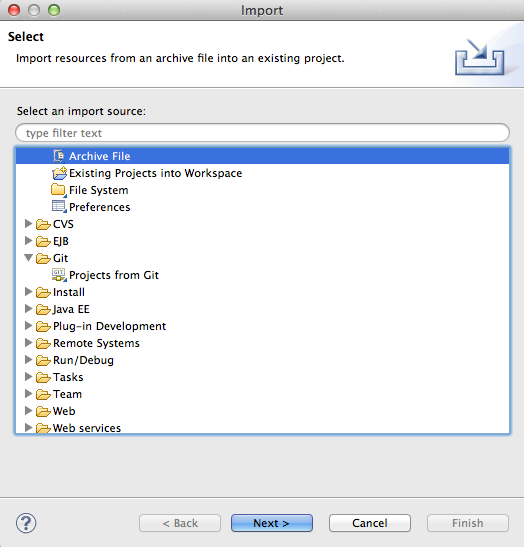 Import
Select
Import resources from an archive file into an existing project.
Select an import source:
type filter text
Archive File
Existing Projects into Workspace
File System
Preferences
CVS
EJB
Git
GIT
Projects from Git
Install
Java EE
Plug-in Development
Remote Systems
Run/Debug
Tasks
Team
Web
Web services
?
< Back
Next >
Cancel
Finish